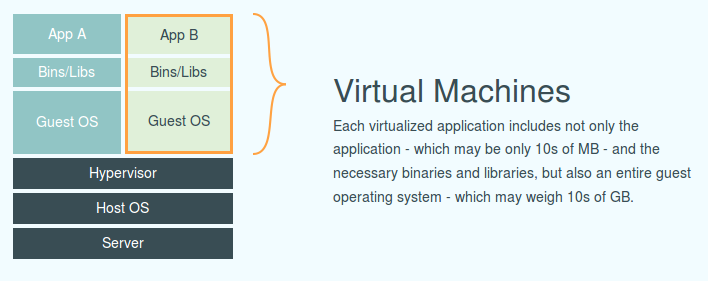 App A
App B
Bins/Libs
Bins/Libs
Guest OS
Guest OS
Hypervisor
Host OS
Server
Virtual Machines
Each virtualized application includes not only the
application - which may be only 10s of MB - and the
necessary binaries and libraries, but also an entire guest
operating system - which may weigh 10s of GB.